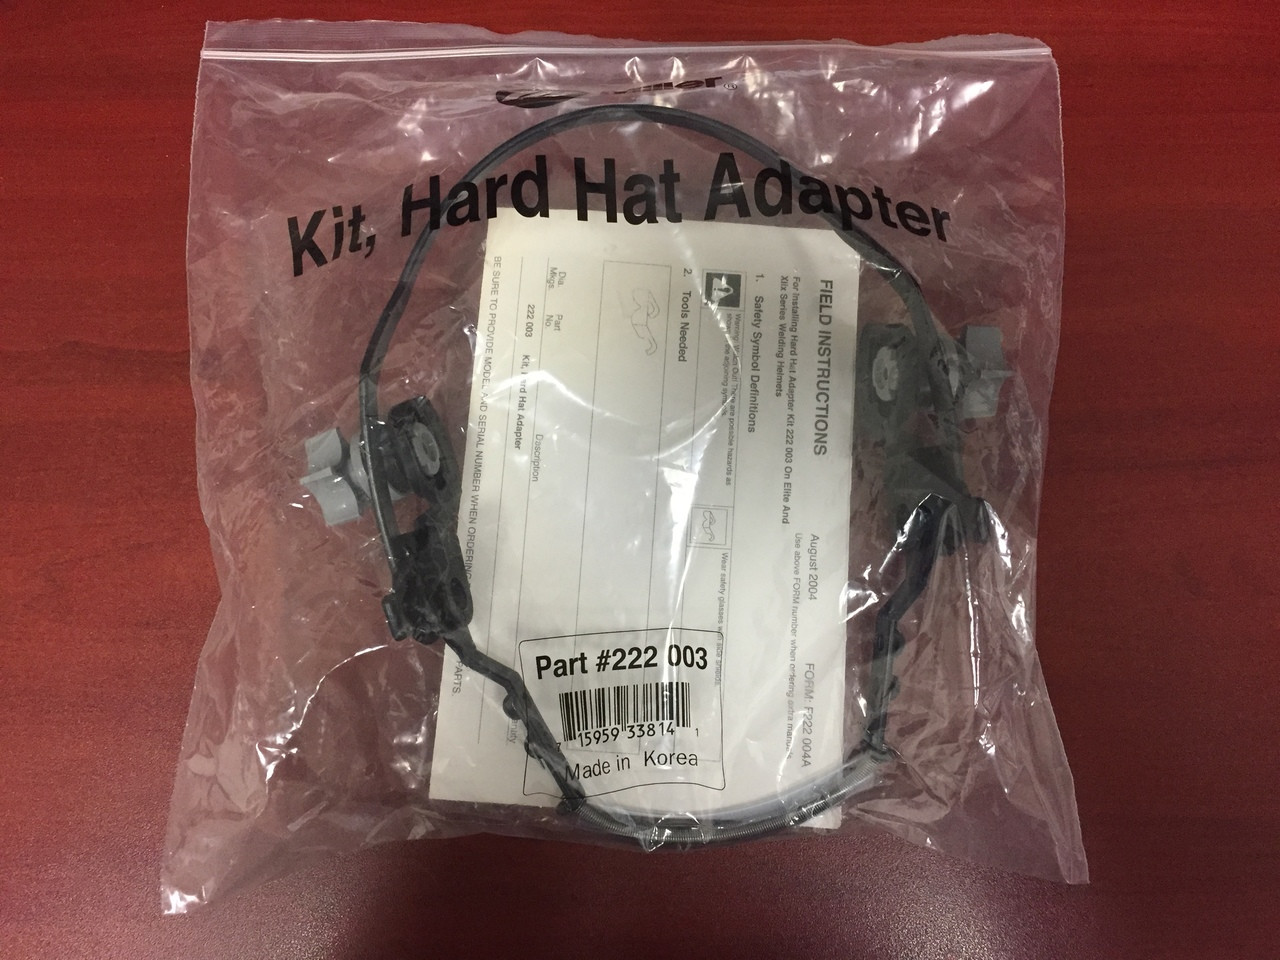 Kit, Hard Hat Adapter
FIELD INSTRUCTIONS
August 2004
FORM: F222 004A
For Installing Hard Hat Adapter Kit 222 003 On Elite And
Xlix Series Welding Helmets
Use above FORM number when ordering extra manuals.
1. Safety Symbol Definitions
Wear safety glasses with side shields.
2. Tools Needed
Dia.
Mkgs.
Part
No.
Description
222 003
Kit, Hard Hat Adapter
BE SURE TO PROVIDE MODEL AND SERIAL NUMBER WHEN ORDERING
PARTS.
Part #222 003
7 15959 33814 1
Made in Korea